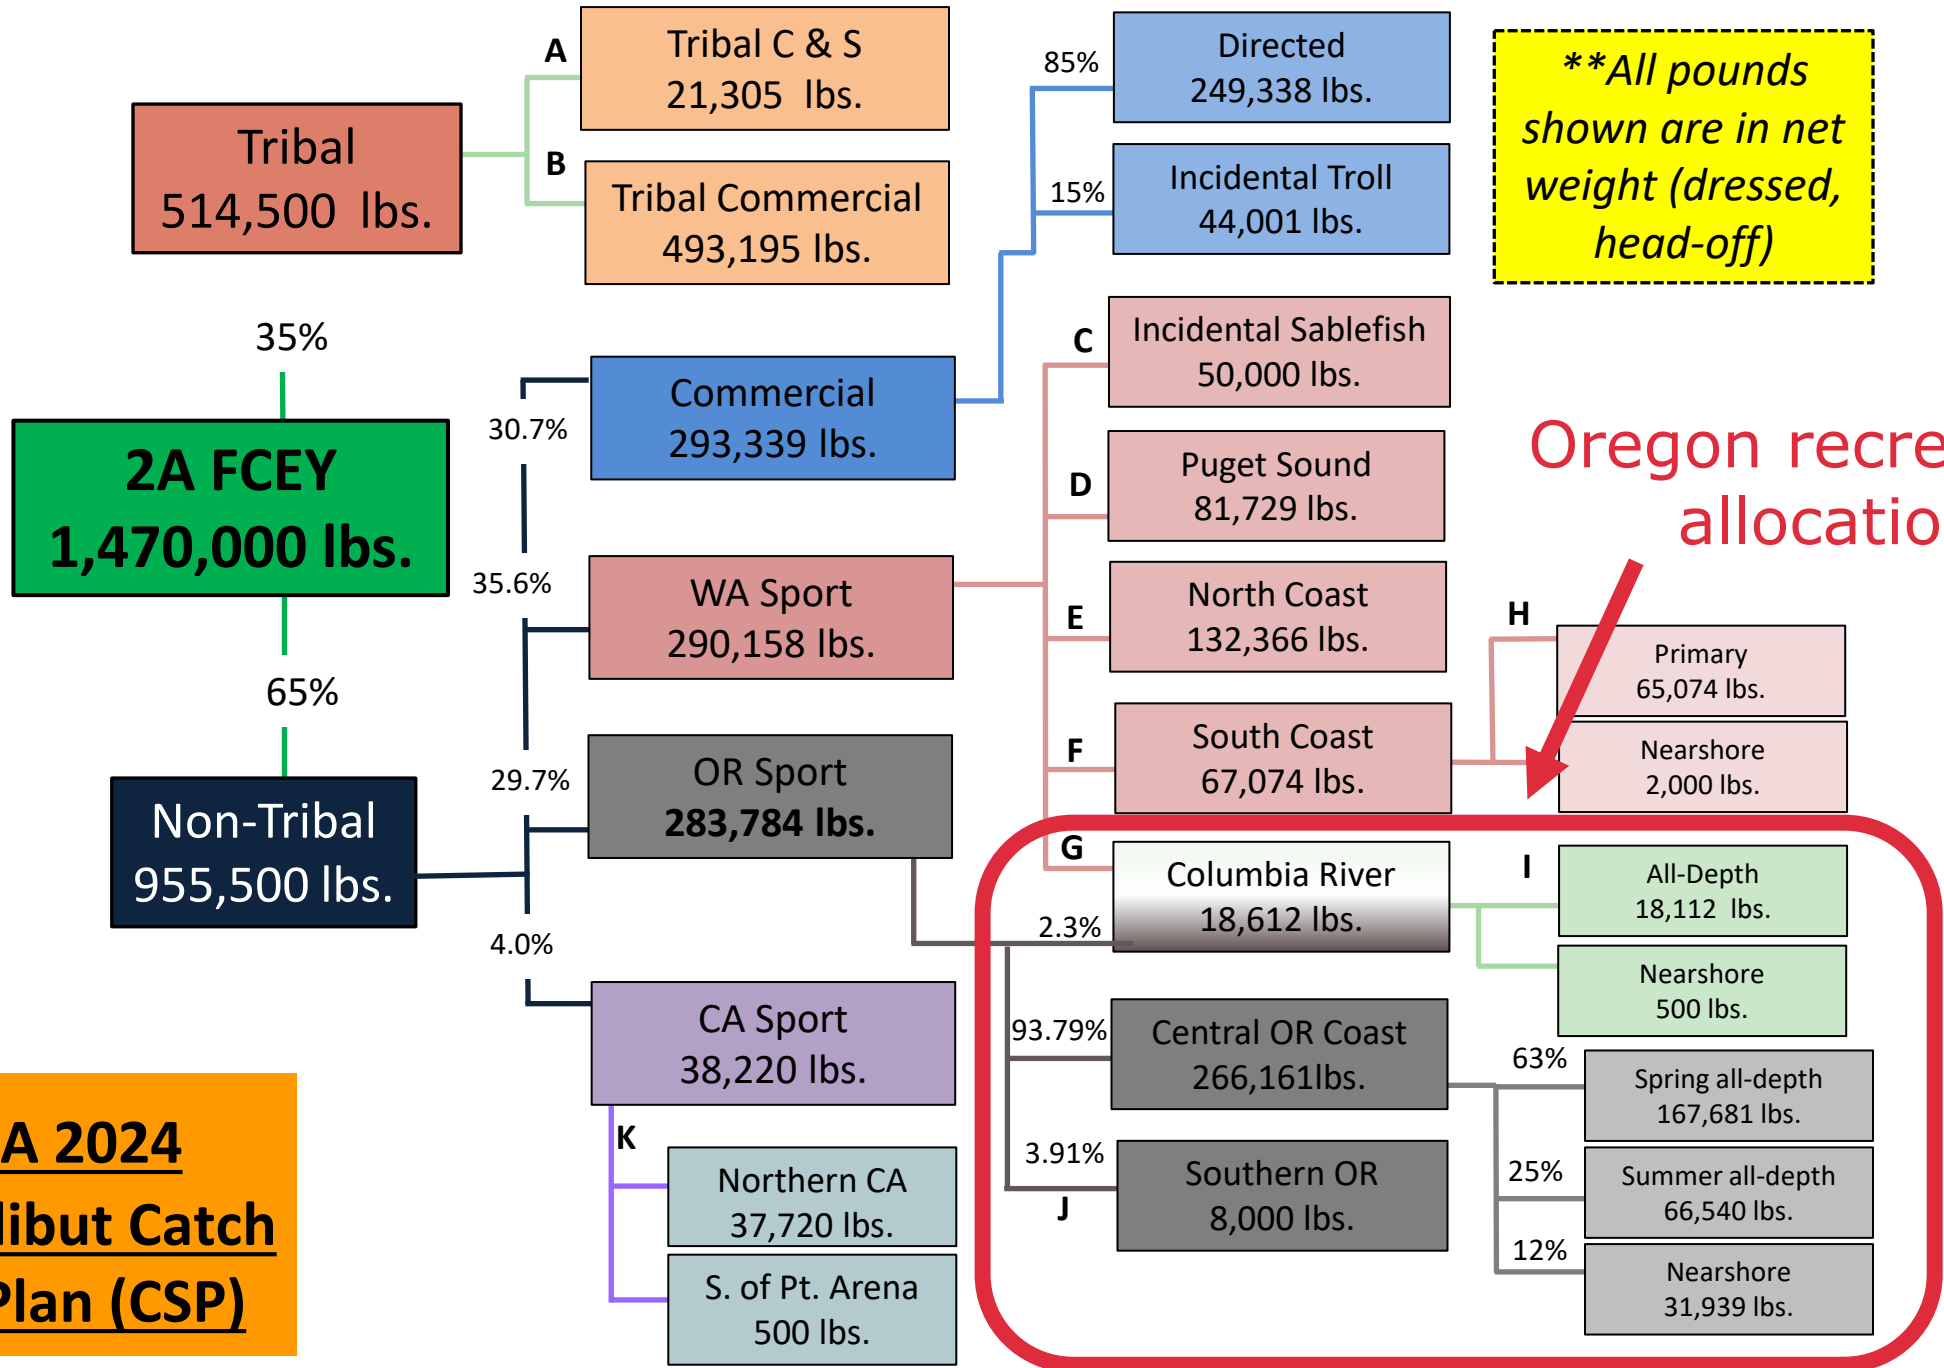 A
Tribal C & S
21,305 lbs.
Tribal
514,500 lbs.
B
Tribal Commercial
493,195 lbs.
85%
Directed
249,338 lbs.
15%
Incidental Troll
44,001 lbs.
**All pounds
shown are in net
weight (dressed,
head-off)
35%
2A FCEY
1,470,000 lbs.
65%
Non-Tribal
955,500 lbs.
30.7%
Commercial
293,339 lbs.
35.6%
WA Sport
290,158 lbs.
29.7%
OR Sport
283,784 lbs.
4.0%
CA Sport
38,220 lbs.
K
Northern CA
37,720 lbs.
S. of Pt. Arena
500 lbs.
C
Incidental Sablefish
50,000 lbs.
D
Puget Sound
81,729 lbs.
E
North Coast
132,366 lbs.
F
South Coast
67,074 lbs.
H
Primary
65,074 lbs.
Nearshore
2,000 lbs.
Oregon recre
allocatio
G
2.3%
Columbia River
18,612 lbs.
I
All-Depth
18,112 lbs.
Nearshore
500 lbs.
93.79%
Central OR Coast
266,161lbs.
63%
Spring all-depth
167,681 lbs.
25%
Summer all-depth
66,540 lbs.
12%
Nearshore
31,939 lbs.
3.91%
J
Southern OR
8,000 lbs.
A 2024
libut Catch
Plan (CSP)